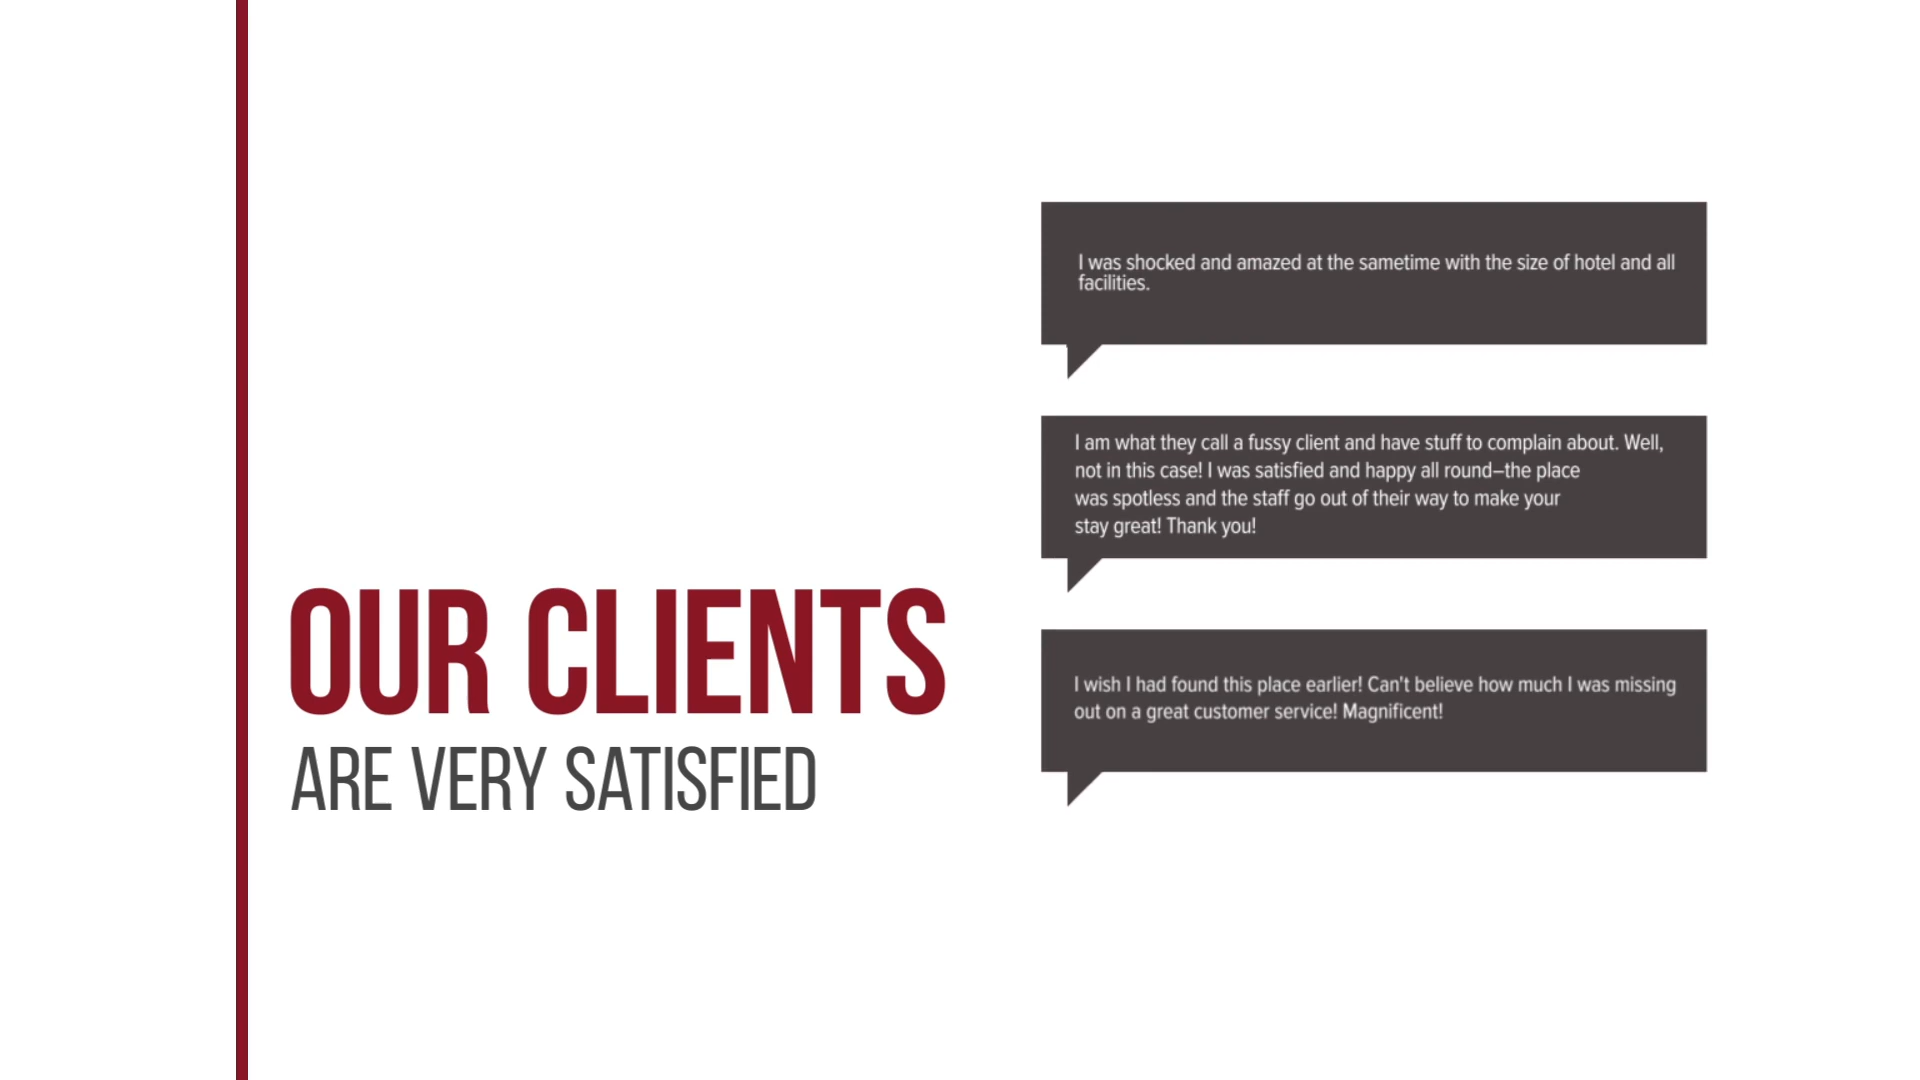 OUR CLIENTS
ARE VERY SATISFIED
I was shocked and amazed at the sametime with the size of hotel and all
facilities.
I am what they call a fussy client and have stuff to complain about. Well,
not in this case! I was satisfied and happy all round–the place
was spotless and the staff go out of their way to make your
stay great! Thank you!
I wish I had found this place earlier! Can't believe how much I was missing
out on a great customer service! Magnificent!